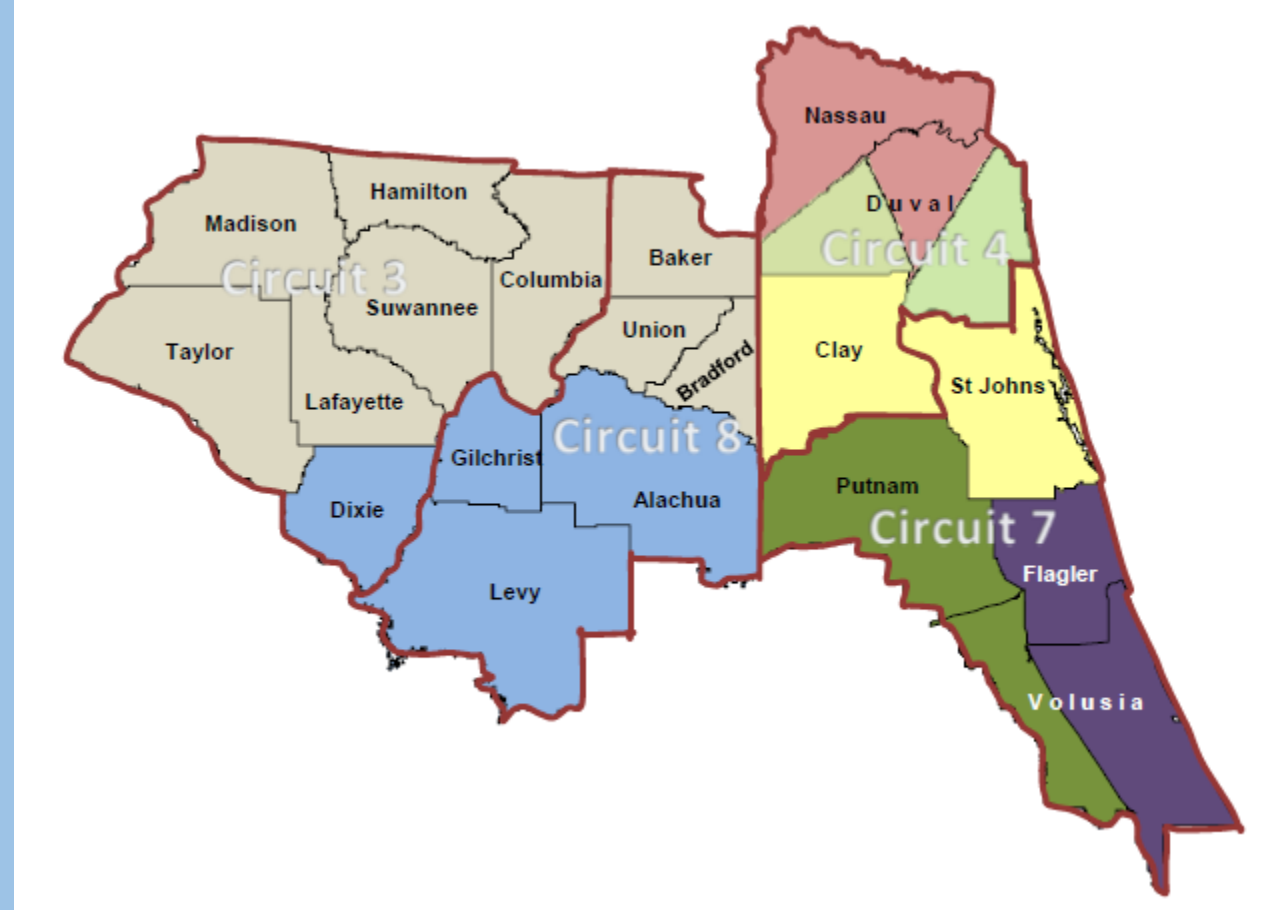 Nassau
Hamilton
Madison
Duval
Circuit 4
Baker
Circuit 3
Columbia
Suwannee
Union
Taylor
Clay
Bradford
St Johns
Lafayette
Circuit 8
Gilchrist
Putnam
Alachua
Dixie
Circuit 7
Flagler
Levy
Volusia